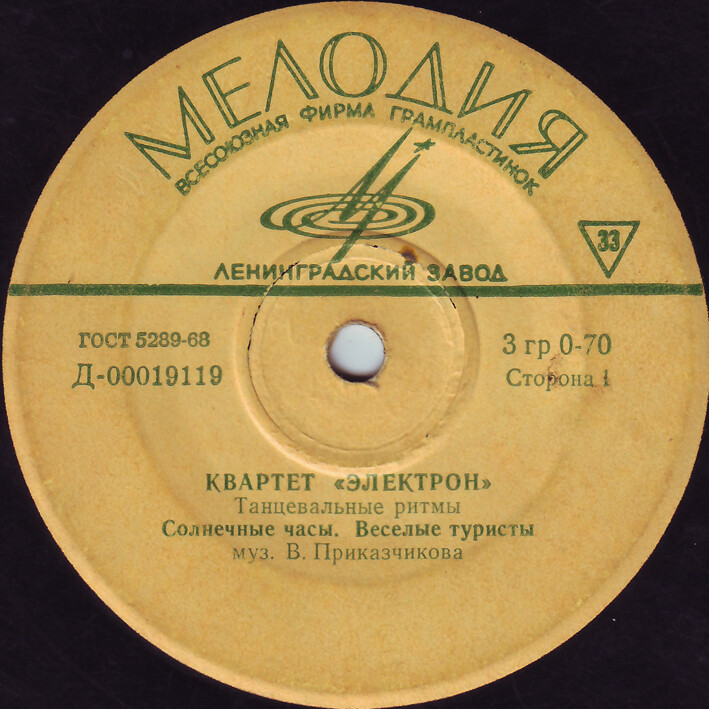 МЕЛОДИЯ
ВСЕСОЮЗНАЯ ФИРМА ГРАМПЛАСТИНОК
33
ЛЕНИНГРАДСКИЙ ЗАВОД
ГОСТ 5289-68
3 гр 0-70
Д-00019119
Сторона 1
КВАРТЕТ «ЭЛЕКТРОН»
Танцевальные ритмы
Солнечные часы. Веселые туристы
муз. В. Приказчикова